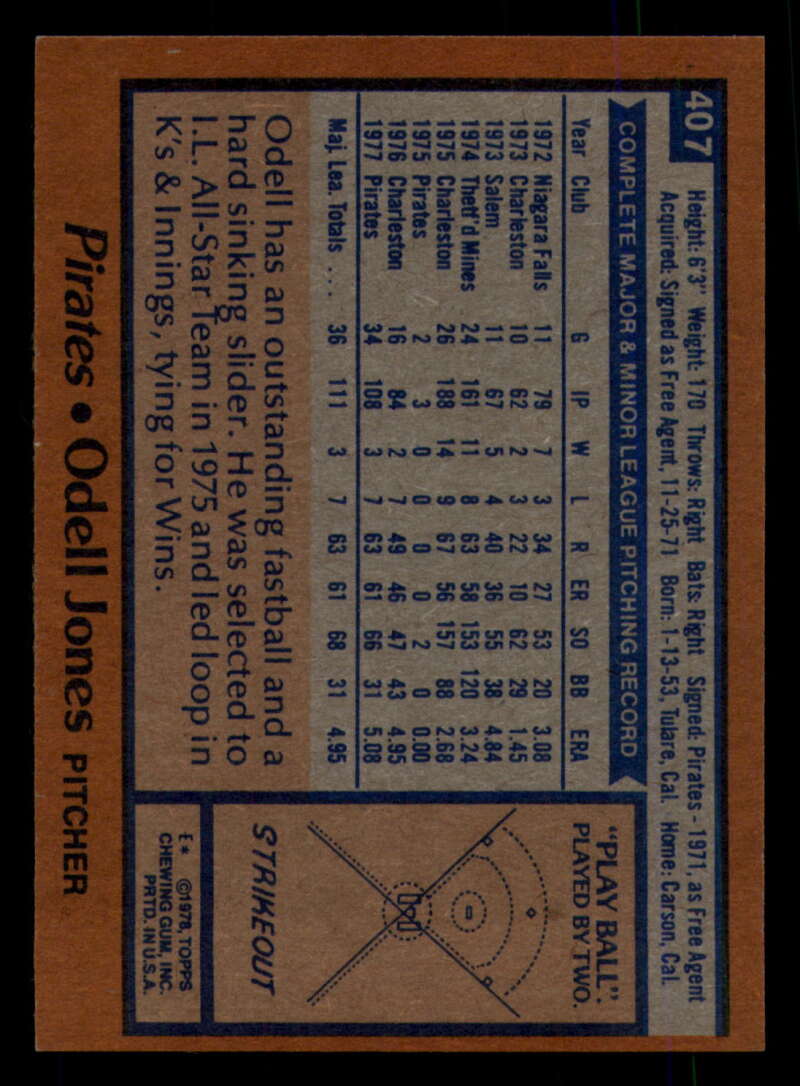 407
Height: 6'3" Weight: 170 Throws: Right Bats: Right Signed: Pirates - 1971, as Free Agent
Acquired: Signed as Free Agent, 11-25-71 Born: 1-13-53, Tulare, Cal. Home: Carson, Cal.
COMPLETE MAJOR & MINOR LEAGUE PITCHING RECORD
Year Club G IP W L R ER SO BB ERA
1972 Niagara Falls 11 79 7 3 34 27 53 20 3.08
1973 Charleston 10 62 2 3 22 10 62 29 1.45
1973 Salem 11 67 5 4 40 36 55 38 4.84
1974 Thetf'd Mines 24 161 11 8 63 58 153 120 3.24
1975 Charleston 26 188 14 9 67 56 157 88 2.68
1975 Pirates 2 3 0 0 0 0 2 0 0.00
1976 Charleston 16 84 2 7 49 46 47 43 4.95
1977 Pirates 34 108 3 7 63 61 66 31 5.08
Maj. Lea. Totals .... 36 111 3 7 63 61 68 31 4.95
Odell has an outstanding fastball and a
hard sinking slider. He was selected to
I.L. All-Star Team in 1975 and led loop in
K's & Innings, tying for Wins.
"PLAY BALL".
PLAYED BY TWO.
STRIKEOUT
E* ©1978, TOPPS
CHEWING GUM, INC.
PRTD. IN U.S.A.
Pirates • Odell Jones PITCHER